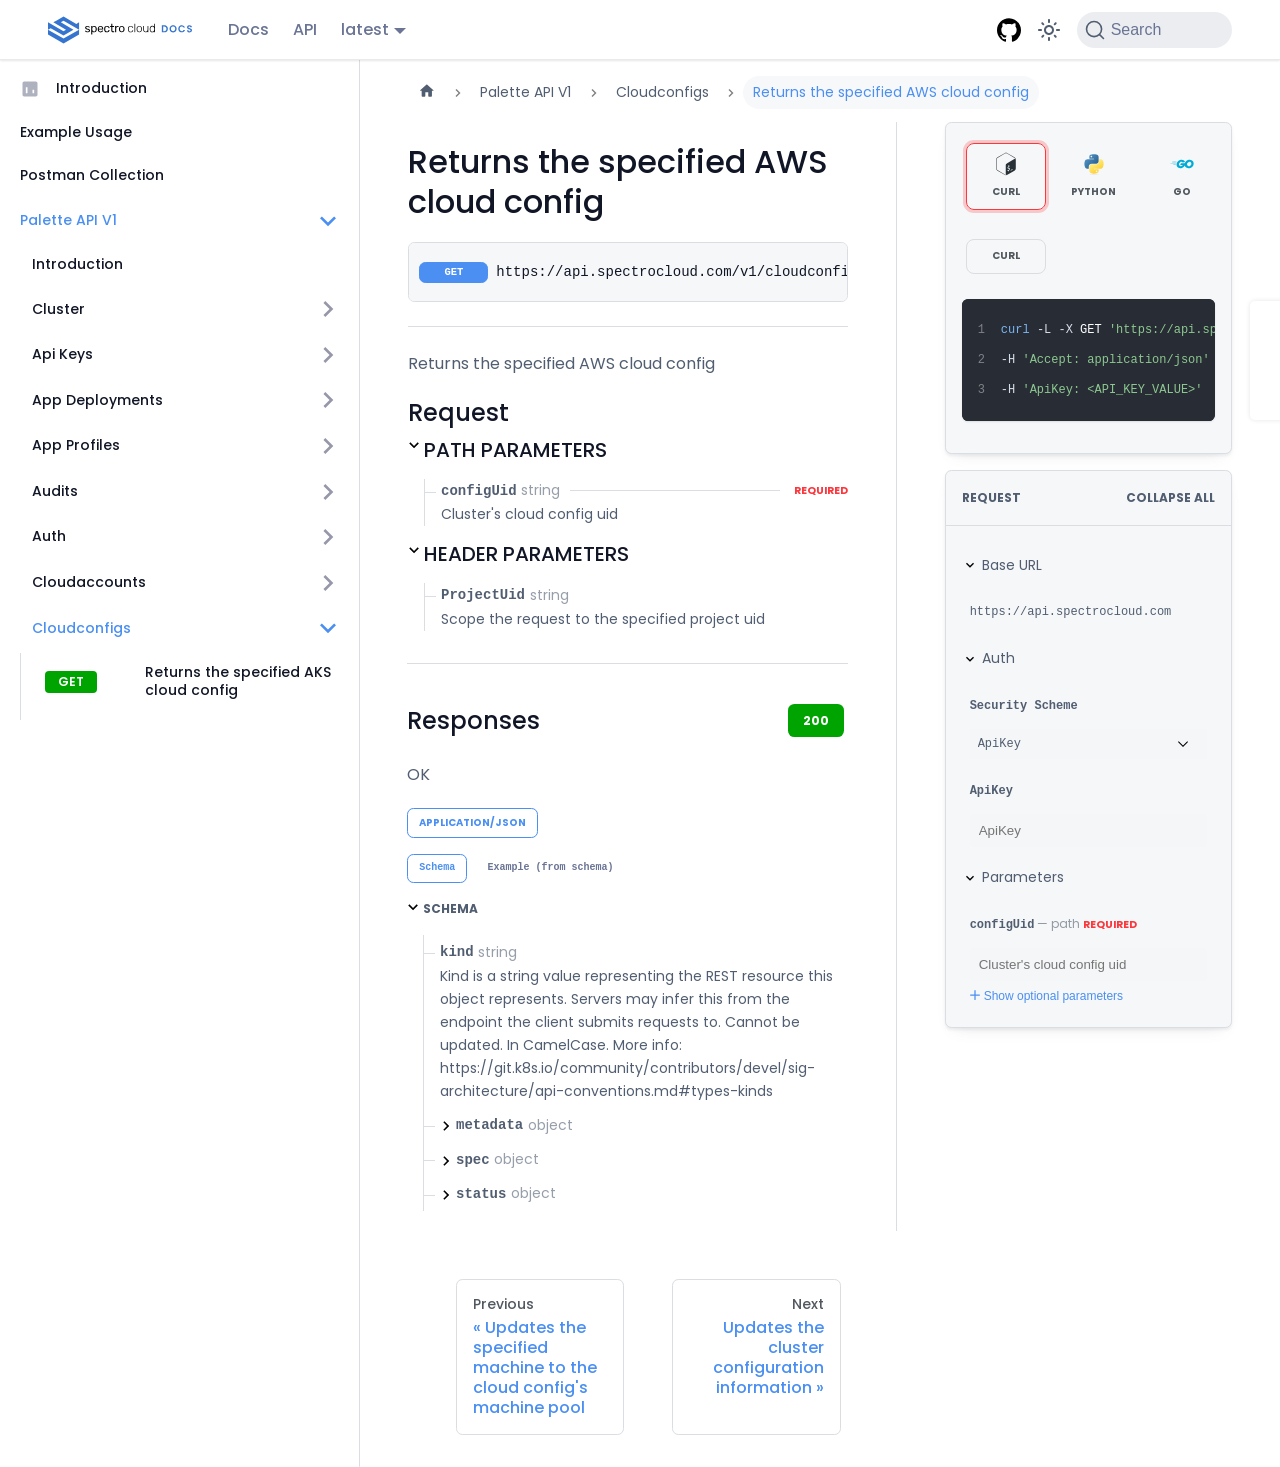 spectro cloud DOCS
Docs
API
latest
Search
Introduction
Example Usage
Postman Collection
Palette API V1
Introduction
Cluster
Api Keys
App Deployments
App Profiles
Audits
Auth
Cloudaccounts
Cloudconfigs
GET
Returns the specified AKS
cloud config
Palette API V1
Cloudconfigs
Returns the specified AWS cloud config
Returns the specified AWS
cloud config
GET https://api.spectrocloud.com/v1/cloudconfi
Returns the specified AWS cloud config
Request
PATH PARAMETERS
configUid string REQUIRED
Cluster's cloud config uid
HEADER PARAMETERS
ProjectUid string
Scope the request to the specified project uid
Responses
200
OK
APPLICATION/JSON
Schema
Example (from schema)
SCHEMA
kind string
Kind is a string value representing the REST resource this
object represents. Servers may infer this from the
endpoint the client submits requests to. Cannot be
updated. In CamelCase. More info:
https://git.k8s.io/community/contributors/devel/sig-
architecture/api-conventions.md#types-kinds
metadata object
spec object
status object
Previous
« Updates the
specified
machine to the
cloud config's
machine pool
Next
Updates the
cluster
configuration
information »
CURL
PYTHON
GO
CURL
1 curl -L -X GET 'https://api.sp
2 -H 'Accept: application/json'
3 -H 'ApiKey: <API_KEY_VALUE>'
REQUEST
COLLAPSE ALL
Base URL
https://api.spectrocloud.com
Auth
Security Scheme
ApiKey
ApiKey
ApiKey
Parameters
configUid — path REQUIRED
Cluster's cloud config uid
Show optional parameters